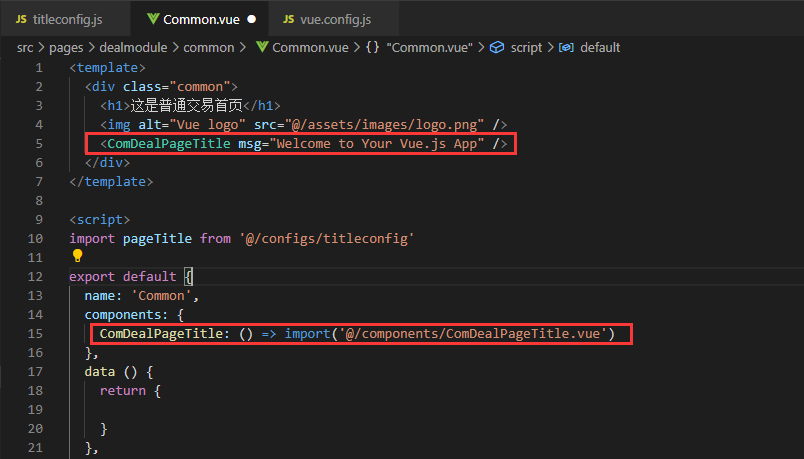 JS titleconfig.js
Common.vue
JS vue.config.js
src > pages > dealmodule > common > Common.vue > {} "Common.vue" > script > default
1 <template>
2 <div class="common">
3 <h1>这是普通交易首页</h1>
4 <img alt="Vue logo" src="@/assets/images/logo.png" />
5 <ComDealPageTitle msg="Welcome to Your Vue.js App" />
6 </div>
7 </template>
8
9 <script>
10 import pageTitle from '@/configs/titleconfig'
11
12 export default {
13 name: 'Common',
14 components: {
15 ComDealPageTitle: () => import('@/components/ComDealPageTitle.vue')
16 },
17 data () {
18 return {
19
20 }
21 },